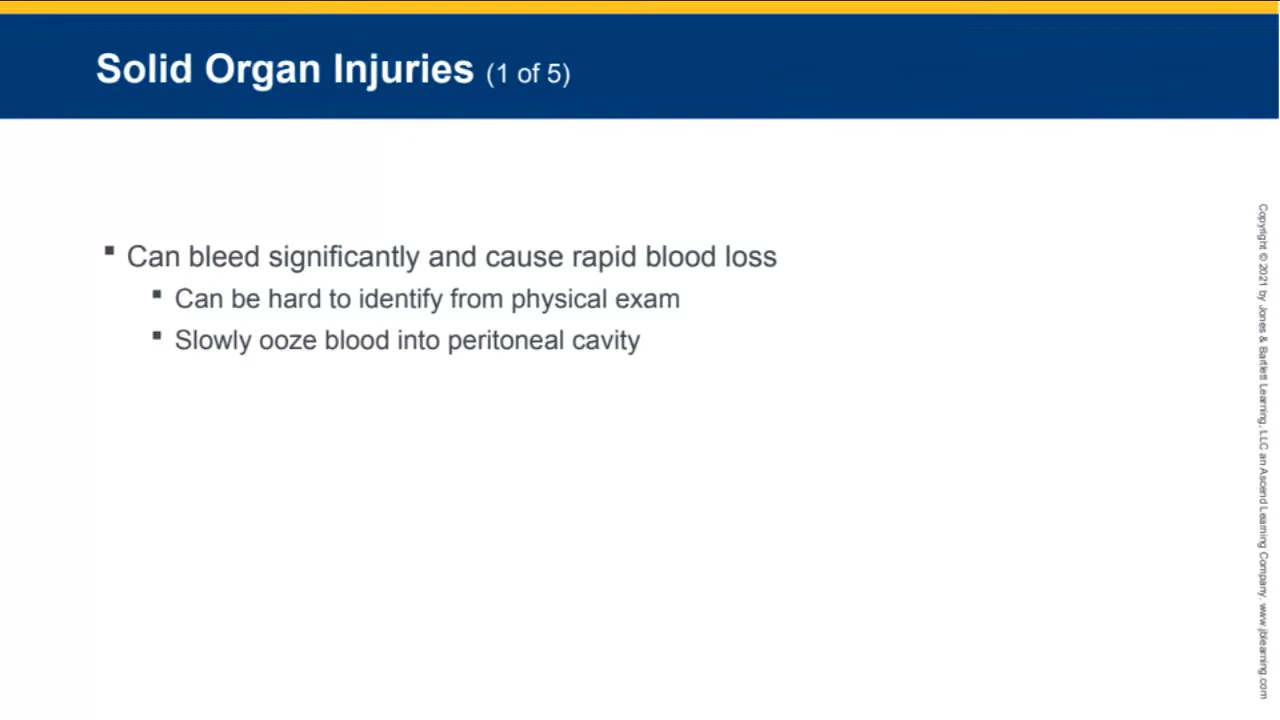 Solid Organ Injuries (1 of 5)
Can bleed significantly and cause rapid blood loss
Can be hard to identify from physical exam
Slowly ooze blood into peritoneal cavity
Copyright © 2021 by Jones & Bartlett Learning, LLC an Ascend Learning Company. www.jblearning.com